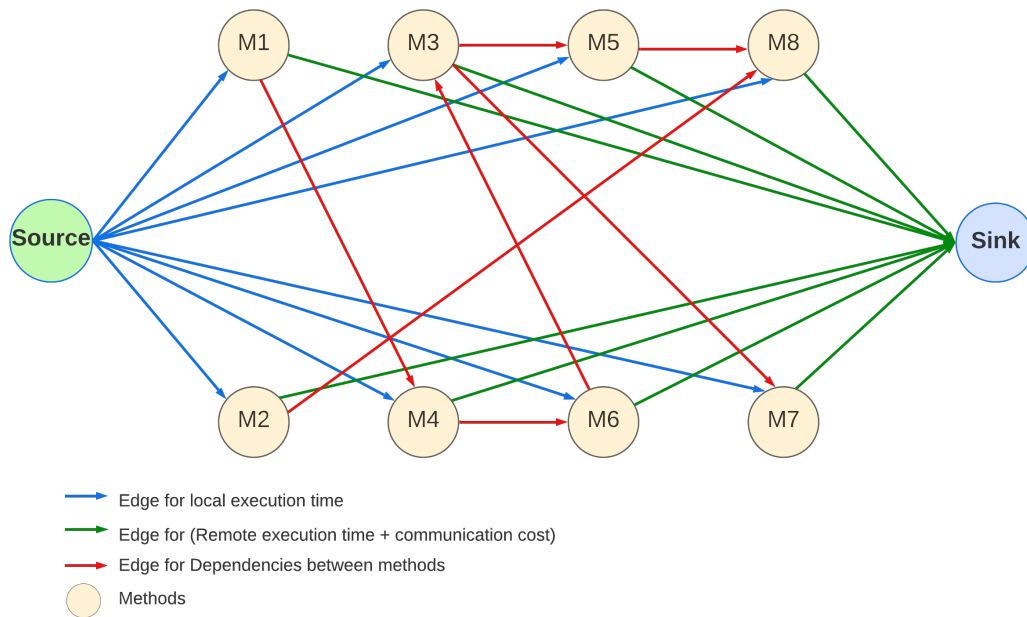 M1
M3
M5
M8
Source
Sink
M2
M4
M6
M7
Edge for local execution time
Edge for (Remote execution time + communication cost)
Edge for Dependencies between methods
Methods